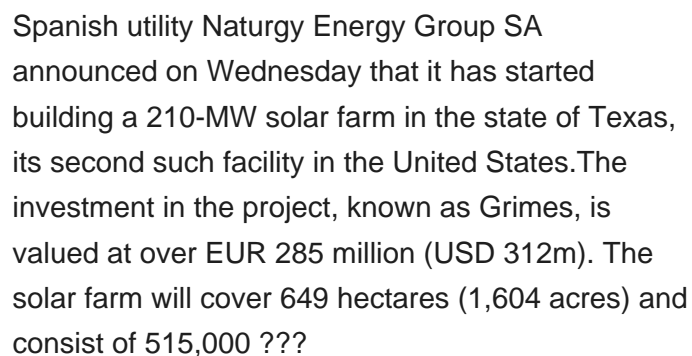 Spanish utility Naturgy Energy Group SA
announced on Wednesday that it has started
building a 210-MW solar farm in the state of Texas,
its second such facility in the United States.The
investment in the project, known as Grimes, is
valued at over EUR 285 million (USD 312m). The
solar farm will cover 649 hectares (1,604 acres) and
consist of 515,000 ???